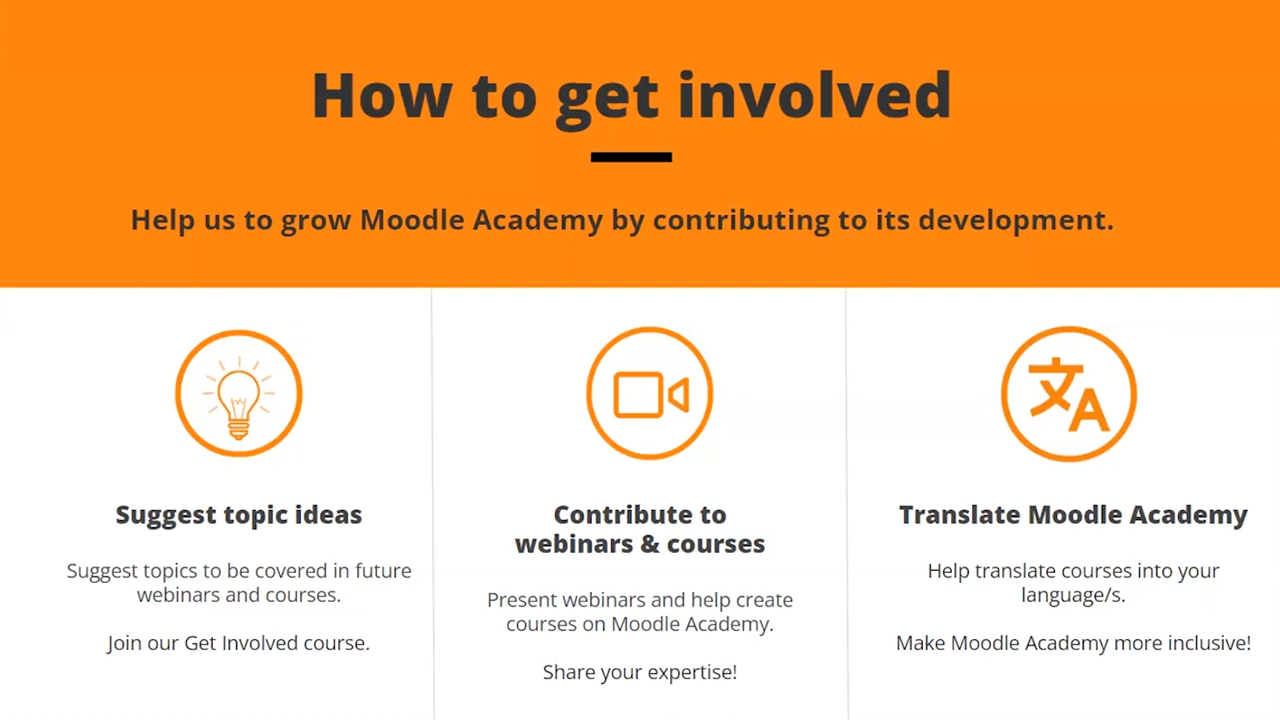 How to get involved
Help us to grow Moodle Academy by contributing to its development.
文A
Suggest topic ideas
Suggest topics to be covered in future
webinars and courses.
Join our Get Involved course.
Contribute to
webinars & courses
Present webinars and help create
courses on Moodle Academy.
Share your expertise!
Translate Moodle Academy
Help translate courses into your
language/s.
Make Moodle Academy more inclusive!